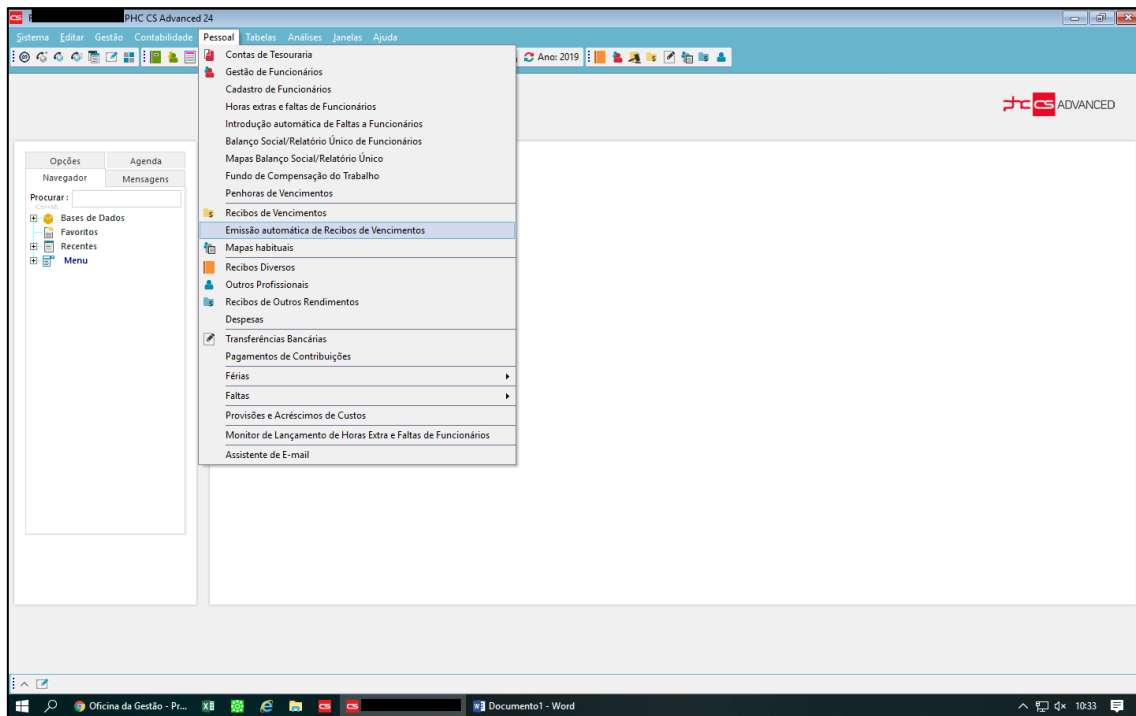 PHC CS Advanced 24
Sistema Editar Gestão Contabilidade Pessoal Tabelas Análises Janelas Ajuda
Ano: 2019
phc CS ADVANCED
Contas de Tesouraria
Gestão de Funcionários
Cadastro de Funcionários
Horas extras e faltas de Funcionários
Introdução automática de Faltas a Funcionários
Balanço Social/Relatório Único de Funcionários
Mapas Balanço Social/Relatório Único
Fundo de Compensação do Trabalho
Penhoras de Vencimentos
Recibos de Vencimentos
Emissão automática de Recibos de Vencimentos
Mapas habituais
Recibos Diversos
Outros Profissionais
Recibos de Outros Rendimentos
Despesas
Transferências Bancárias
Pagamentos de Contribuições
Férias
Faltas
Provisões e Acréscimos de Custos
Monitor de Lançamento de Horas Extra e Faltas de Funcionários
Assistente de E-mail
Opções Agenda
Navegador Mensagens
Procurar :
Bases de Dados
Favoritos
Recentes
Menu
Oficina da Gestão - Pr...
Documento1 - Word
10:33